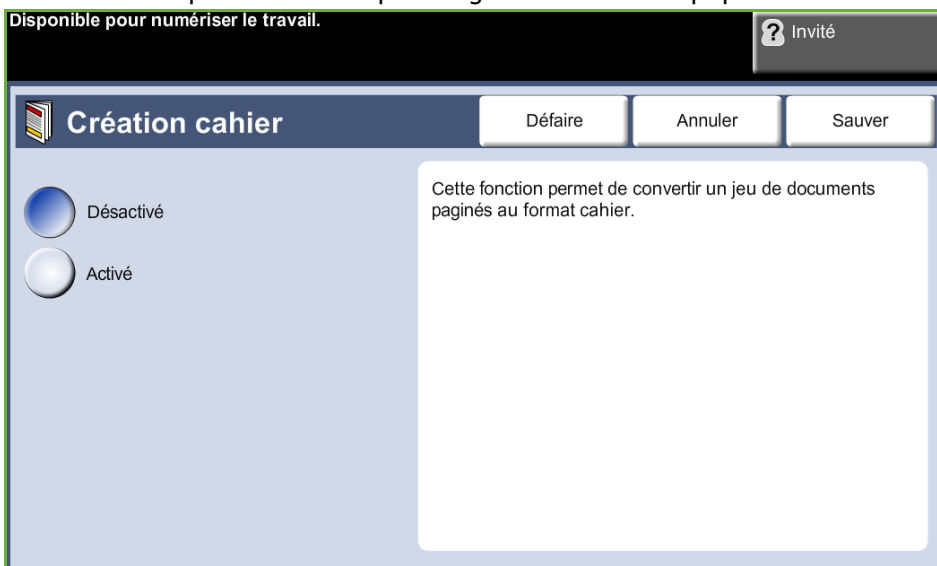 Disponible pour numériser le travail.
? Invité
Création cahier
Défaire
Annuler
Sauver
Désactivé
Activé
Cette fonction permet de convertir un jeu de documents
paginés au format cahier.